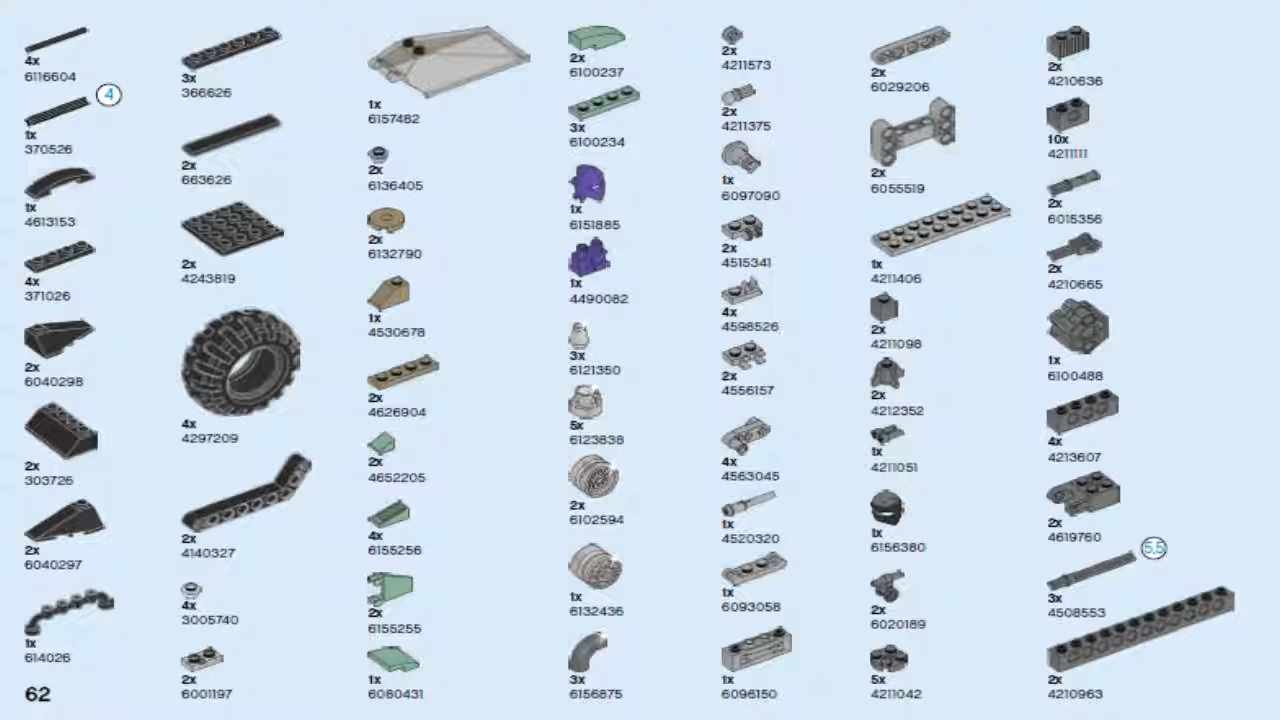 4x
6116604
4
1x
370526
1x
4613153
4x
371026
2x
6040298
2x
303726
2x
6040297
1x
614026
62
3x
366626
2x
663626
2x
4243819
4x
4297209
2x
4140327
4x
3005740
2x
6001197
1x
6157482
2x
6136405
2x
6132790
1x
4530678
2x
4626904
2x
4652205
4x
6155256
2x
6155255
1x
6080431
2x
6100237
3x
6100234
1x
6151885
1x
4490082
3x
6121350
5x
6123838
2x
6102594
1x
6132436
3x
6156875
2x
4211573
2x
4211375
1x
6097090
2x
4515341
4x
4598526
2x
4556157
4x
4563045
1x
4520320
1x
6093058
1x
6096150
2x
6029206
2x
6055519
1x
4211406
2x
4211098
2x
4212352
1x
4211051
1x
6156380
2x
6020189
5x
4211042
2x
4210636
10x
4211111
2x
6015356
2x
4210665
1x
6100488
4x
4213607
2x
4619760
5,5
3x
4508553
2x
4210963